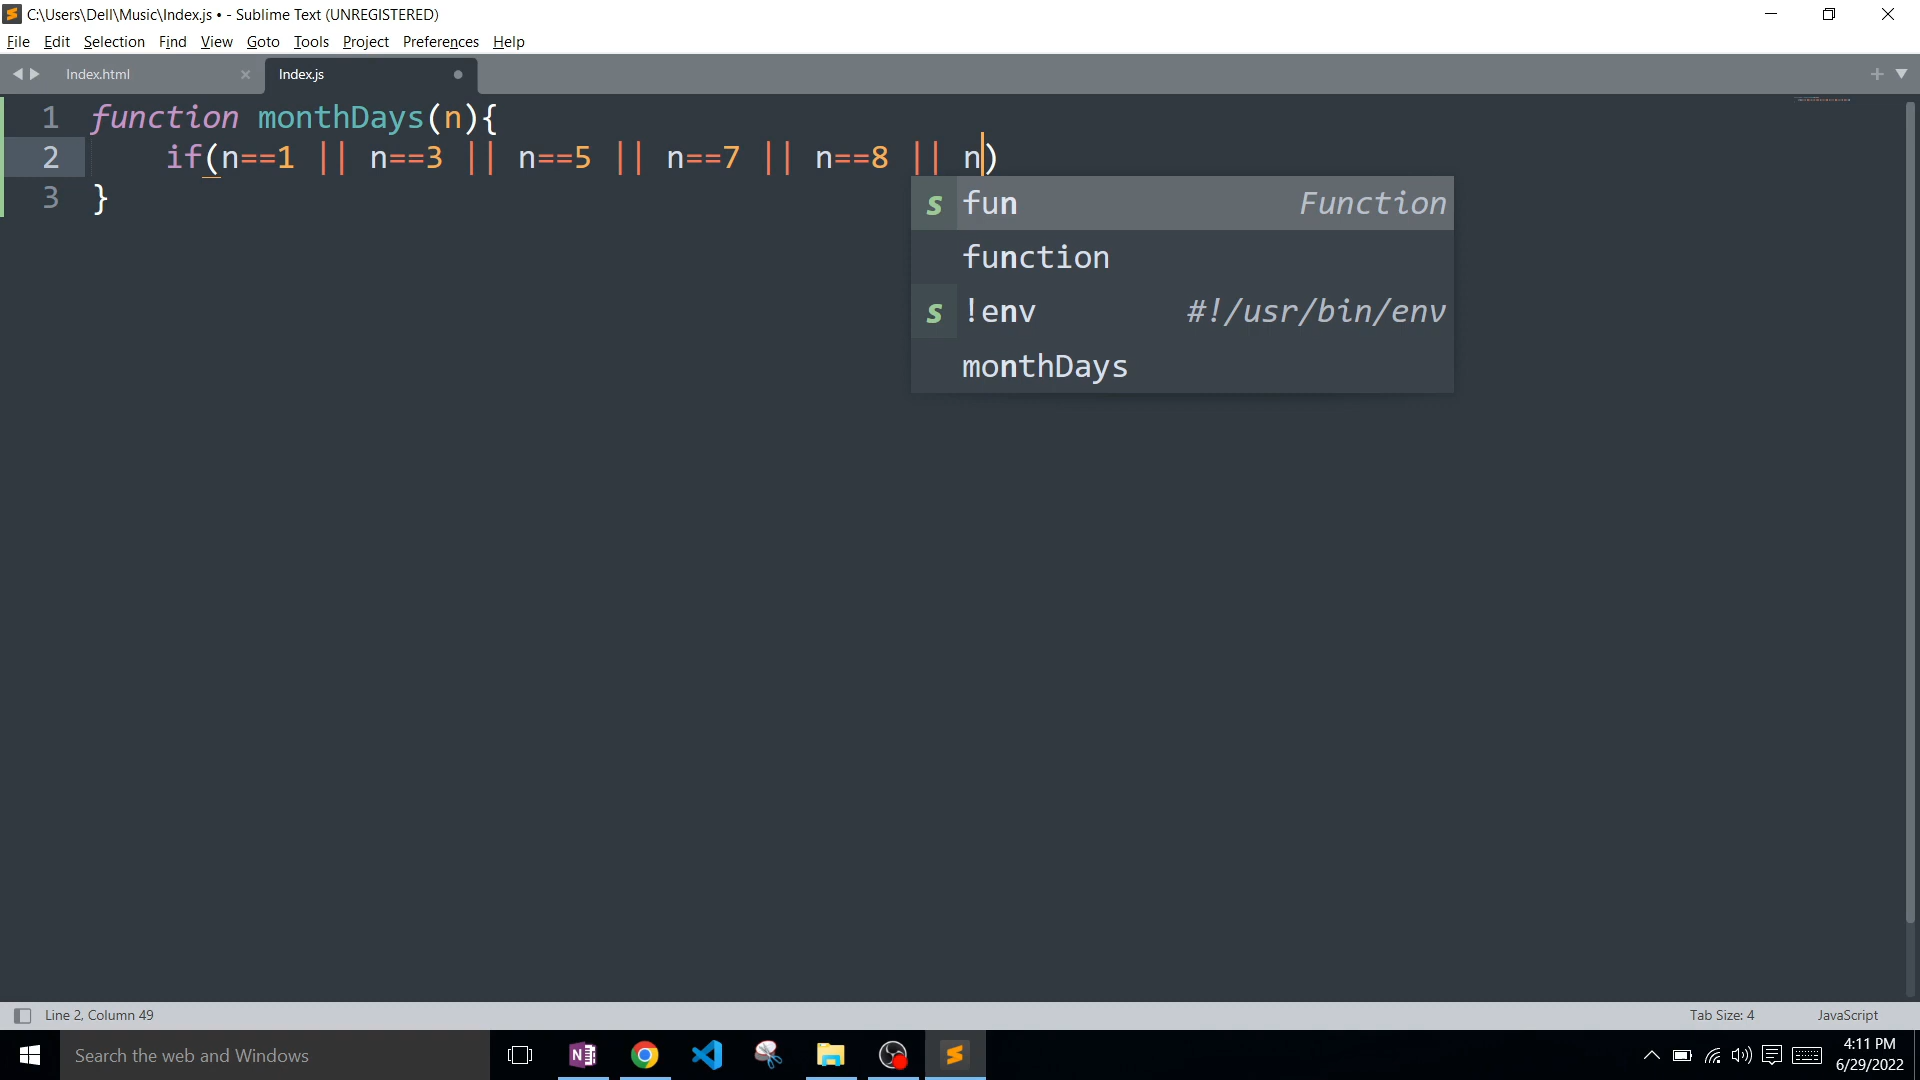 C:\Users\Dell\Music\Index.js • - Sublime Text (UNREGISTERED)
File Edit Selection Find View Goto Tools Project Preferences Help
Index.html × Index.js
1 function monthDays(n){
2 if(n==1 || n==3 || n==5 || n==7 || n==8 || n)
3 }
s fun Function
function
s !env #!/usr/bin/env
monthDays
Line 2, Column 49 Tab Size: 4 JavaScript
Search the web and Windows
4:11 PM
6/29/2022